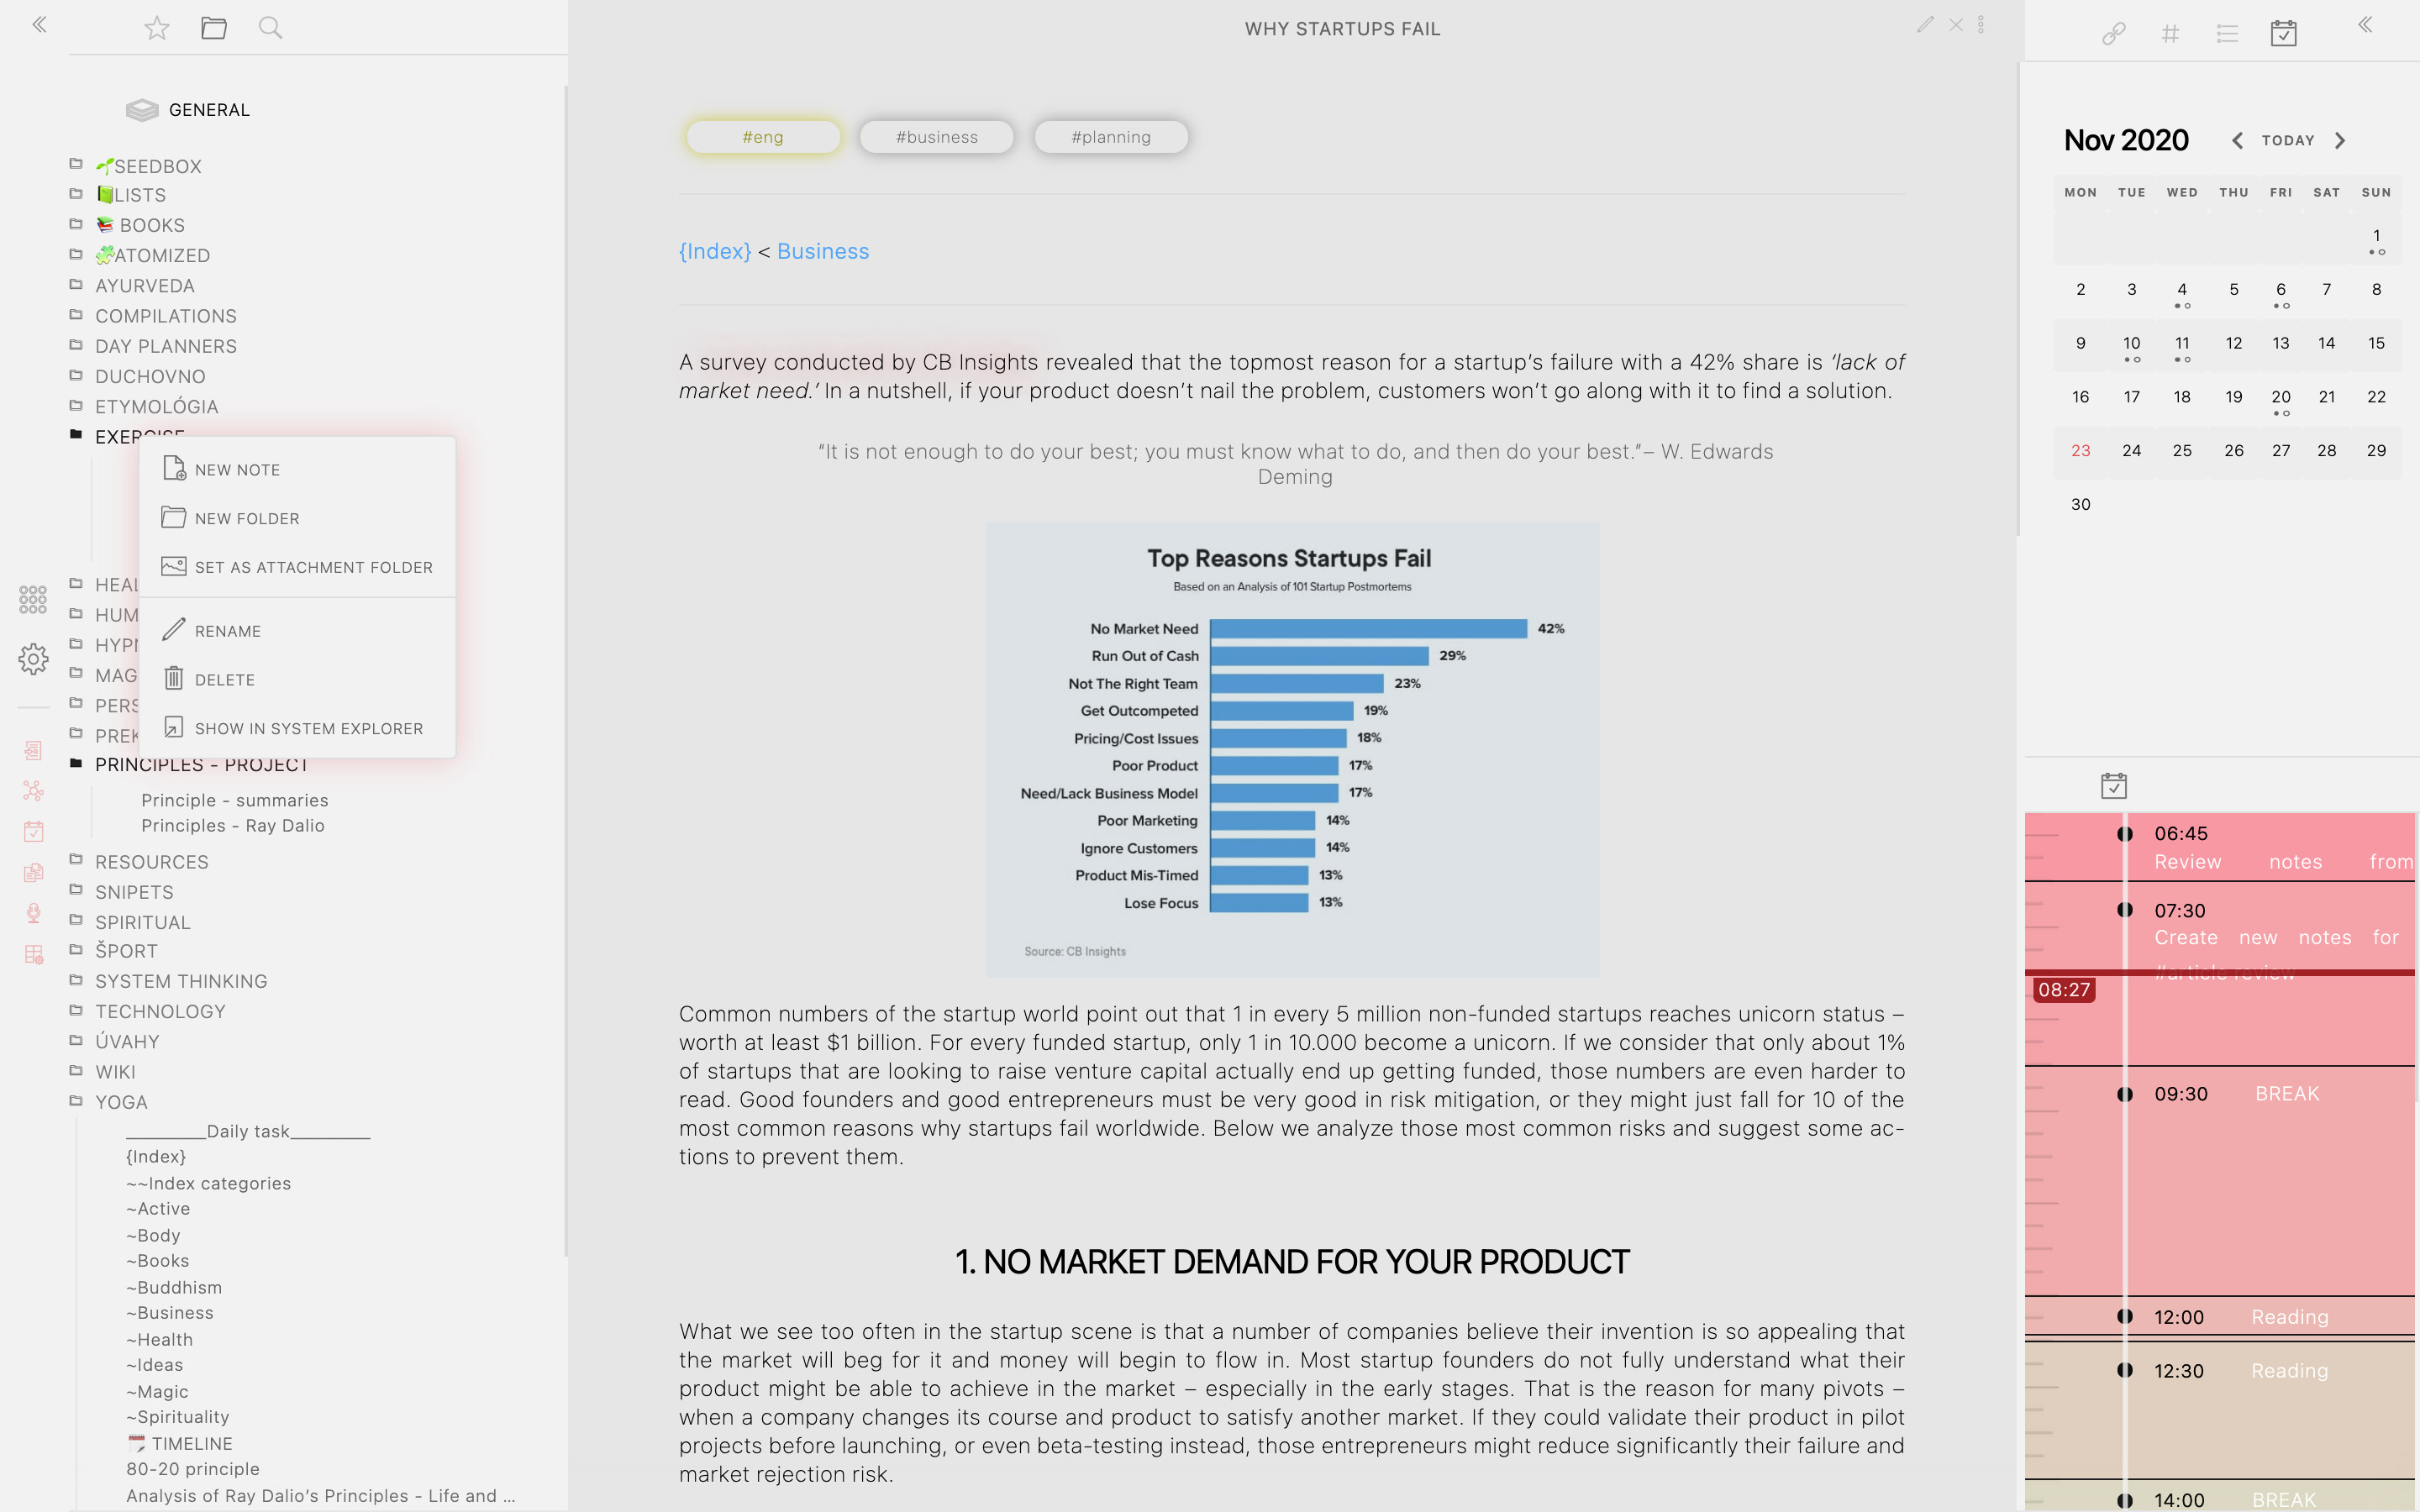 GENERAL
SEEDBOX
LISTS
BOOKS
ATOMIZED
AYURVEDA
COMPILATIONS
DAY PLANNERS
DUCHOVNO
ETYMOLÓGIA
EXERCISE
NEW NOTE
NEW FOLDER
SET AS ATTACHMENT FOLDER
RENAME
DELETE
SHOW IN SYSTEM EXPLORER
HEAL
HUM
HYP
MAG
PERS
PREK
PRINCIPLES - PROJECT
Principle - summaries
Principles - Ray Dalio
RESOURCES
SNIPETS
SPIRITUAL
ŠPORT
SYSTEM THINKING
TECHNOLOGY
ÚVAHY
WIKI
YOGA
________Daily task________
{Index}
~~Index categories
~Active
~Body
~Books
~Buddhism
~Business
~Health
~Ideas
~Magic
~Spirituality
TIMELINE
80-20 principle
Analysis of Ray Dalio's Principles - Life and ...
WHY STARTUPS FAIL
#eng #business #planning
{Index} < Business
A survey conducted by CB Insights revealed that the topmost reason for a startup's failure with a 42% share is 'lack of
market need.' In a nutshell, if your product doesn't nail the problem, customers won't go along with it to find a solution.
"It is not enough to do your best; you must know what to do, and then do your best."– W. Edwards
Deming
Top Reasons Startups Fail
Based on an Analysis of 101 Startup Postmortems
No Market Need 42%
Run Out of Cash 29%
Not The Right Team 23%
Get Outcompeted 19%
Pricing/Cost Issues 18%
Poor Product 17%
Need/Lack Business Model 17%
Poor Marketing 14%
Ignore Customers 14%
Product Mis-Timed 13%
Lose Focus 13%
Source: CB Insights
Common numbers of the startup world point out that 1 in every 5 million non-funded startups reaches unicorn status –
worth at least $1 billion. For every funded startup, only 1 in 10.000 become a unicorn. If we consider that only about 1%
of startups that are looking to raise venture capital actually end up getting funded, those numbers are even harder to
read. Good founders and good entrepreneurs must be very good in risk mitigation, or they might just fall for 10 of the
most common reasons why startups fail worldwide. Below we analyze those most common risks and suggest some ac-
tions to prevent them.
1. NO MARKET DEMAND FOR YOUR PRODUCT
What we see too often in the startup scene is that a number of companies believe their invention is so appealing that
the market will beg for it and money will begin to flow in. Most startup founders do not fully understand what their
product might be able to achieve in the market – especially in the early stages. That is the reason for many pivots –
when a company changes its course and product to satisfy another market. If they could validate their product in pilot
projects before launching, or even beta-testing instead, those entrepreneurs might reduce significantly their failure and
market rejection risk.
Nov 2020 TODAY
MON TUE WED THU FRI SAT SUN
1
2 3 4 5 6 7 8
9 10 11 12 13 14 15
16 17 18 19 20 21 22
23 24 25 26 27 28 29
30
06:45
Review notes from
07:30
Create new notes for
#article review
08:27
09:30 BREAK
12:00 Reading
12:30 Reading
14:00 BREAK